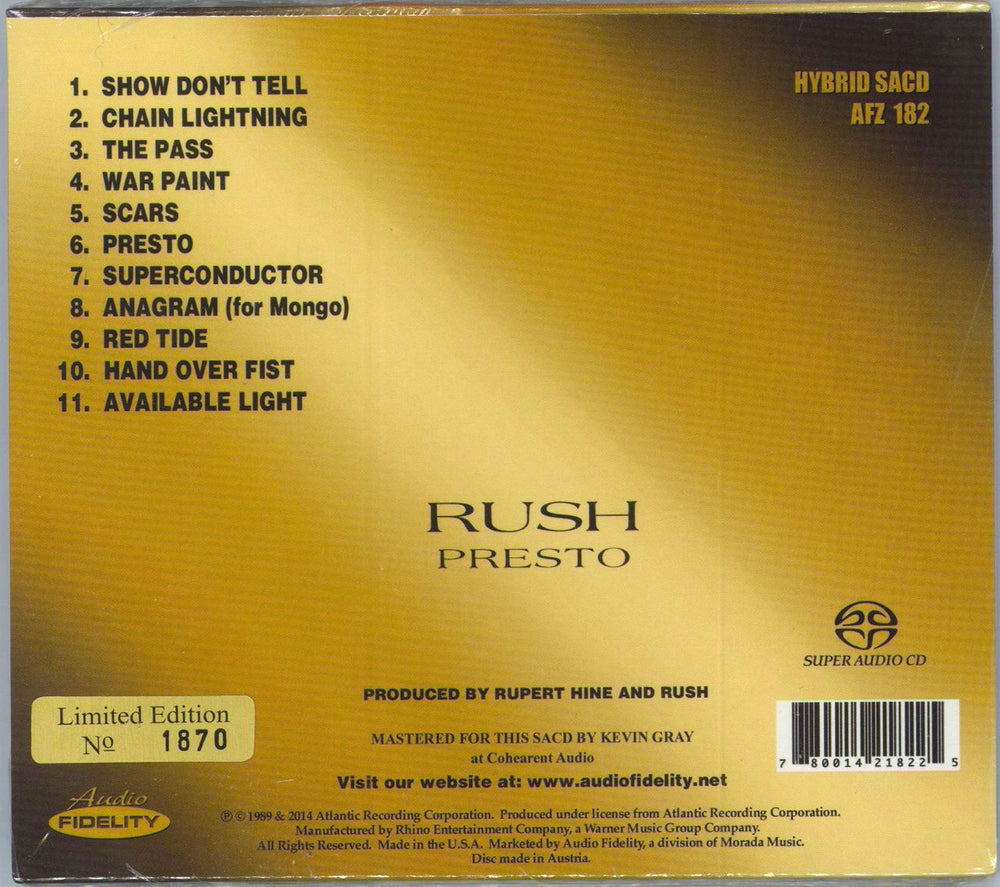 1. SHOW DON'T TELL
2. CHAIN LIGHTNING
3. THE PASS
4. WAR PAINT
5. SCARS
6. PRESTO
7. SUPERCONDUCTOR
8. ANAGRAM (for Mongo)
9. RED TIDE
10. HAND OVER FIST
11. AVAILABLE LIGHT
HYBRID SACD
AFZ 182
RUSH
PRESTO
SUPER AUDIO CD
PRODUCED BY RUPERT HINE AND RUSH
Limited Edition
Nº 1870
MASTERED FOR THIS SACD BY KEVIN GRAY
at Cohearent Audio
Visit our website at: www.audiofidelity.net
7 80014 21822 5
Audio
FIDELITY
℗ © 1989 & 2014 Atlantic Recording Corporation. Produced under license from Atlantic Recording Corporation.
Manufactured by Rhino Entertainment Company, a Warner Music Group Company.
All Rights Reserved. Made in the U.S.A. Marketed by Audio Fidelity, a division of Morada Music.
Disc made in Austria.